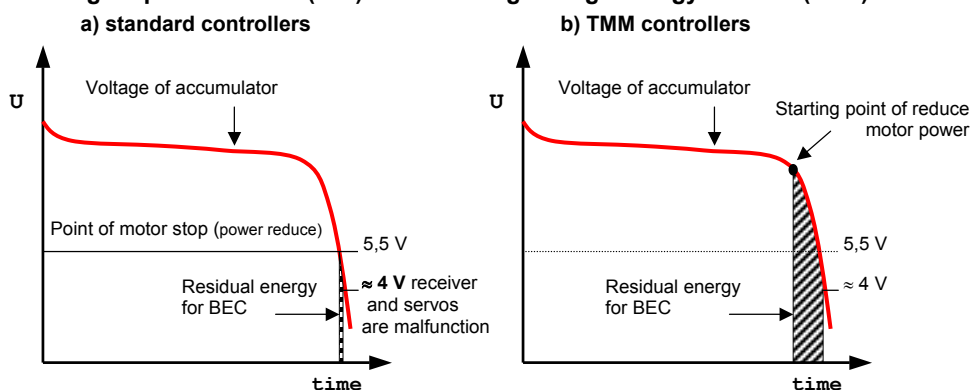 a) standard controllers
b) TMM controllers
U
Voltage of accumulator
Point of motor stop (power reduce)
5,5 V
Residual energy
for BEC
≈ 4 V receiver
and servos
are malfunction
time
U
Voltage of accumulator
Starting point of reduce
motor power
5,5 V
Residual energy
for BEC
≈ 4 V
time